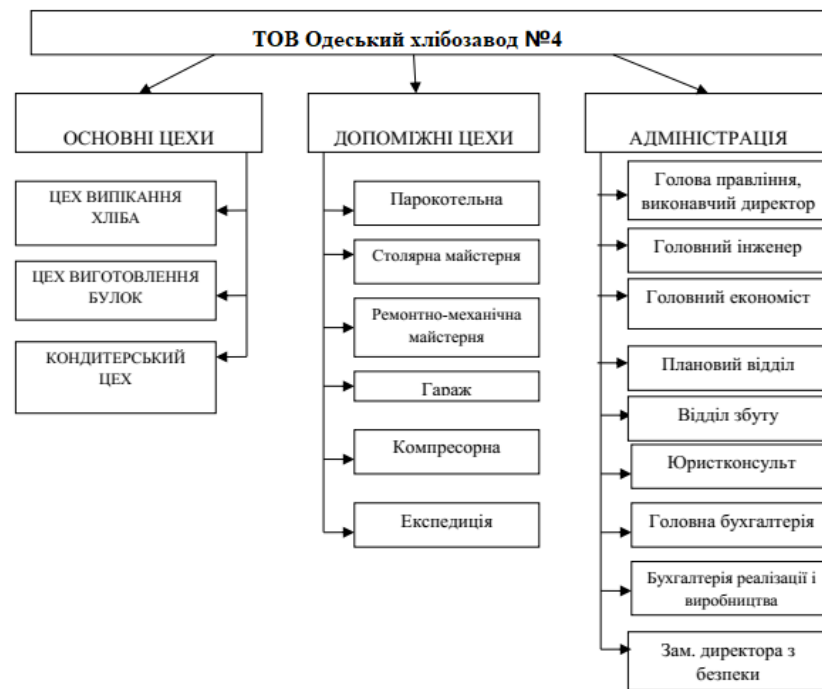 ТОВ Одеський хлібозавод №4
ОСНОВНІ ЦЕХИ
ЦЕХ ВИПІКАННЯ
ХЛІБА
ЦЕХ ВИГОТОВЛЕННЯ
БУЛОК
КОНДИТЕРСЬКИЙ
ЦЕХ
ДОПОМІЖНІ ЦЕХИ
Парокотельна
Столярна майстерня
Ремонтно-механічна
майстерня
Гараж
Компресорна
Експедиція
АДМІНІСТРАЦІЯ
Голова правління,
виконавчий директор
Головний інженер
Головний економіст
Плановий відділ
Відділ збуту
Юристконсульт
Головна бухгалтерія
Бухгалтерія реалізації і
виробництва
Зам. директора з
безпеки